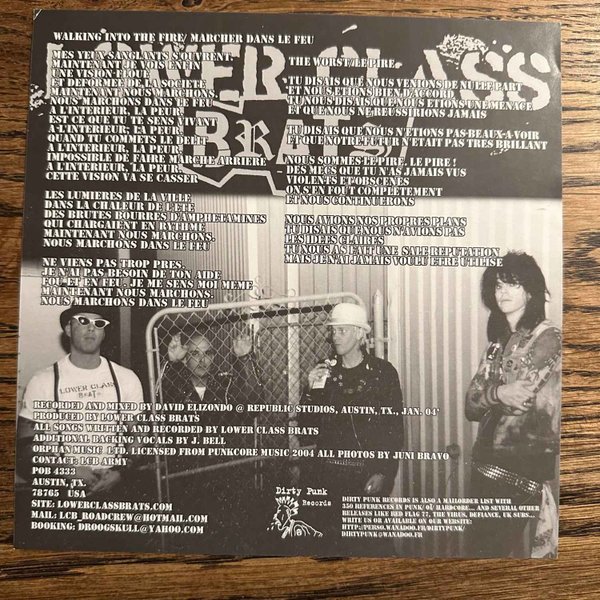 LOWER CLASS
BRATS
WALKING INTO THE FIRE/ MARCHER DANS LE FEU
MES YEUX SANGLANTS S'OUVRENT.
MAINTENANT, JE VOIS ENFIN
UNE VISION FLOUE
ET DEFORMEE DE LA SOCIETE
MAINTENANT NOUS MARCHONS.
NOUS MARCHONS DANS LE FEU
A L'INTERIEUR, LA PEUR.
EST CE QUE TU TE SENS VIVANT
A L'INTERIEUR, LA PEUR.
QUAND TU COMMETS LE DELIT
A L'INTERIEUR, LA PEUR.
IMPOSSIBLE DE FAIRE MARCHE ARRIERE
A L'INTERIEUR, LA PEUR.
CETTE VISION VA SE CASSER
LES LUMIERES DE LA VILLE,
DANS LA CHALEUR D'ETE,
DES BRUTES BOURRES D'AMPHETAMINES
QUI CHARGAIENT EN RYTHME
MAINTENANT NOUS MARCHONS.
NOUS MARCHONS DANS LE FEU
NE VIENS PAS TROP PRES.
JE N'AI PAS BESOIN DE TON AIDE
FOU ET EN FEU.. JE ME SENS MOI MEME
MAINTENANT NOUS MARCHONS.
NOUS MARCHONS DANS LE FEU
THE WORST/LE PIRE
TU DISAIS QUE NOUS VENIONS DE NULLE PART
ET NOUS ETIONS BIEN D'ACCORD
TU NOUS DISAIS QUE NOUS ETIONS UNE MENACE
ET QUE NOUS NE REUSSIRIONS JAMAIS
TU DISAIS QUE NOUS N'ETIONS PAS BEAUX A VOIR
ET QUE NOTRE FUTUR N'ETAIT PAS TRES BRILLANT
NOUS SOMMES LE PIRE, LE PIRE !
DES MECS QUE TU N'AS JAMAIS VUS
VIOLENTS ET OBSCENES
ON S'EN FOUT COMPLETEMENT
ET NOUS CONTINUERONS
NOUS AVIONS NOS PROPRES PLANS
TU DISAIS QUE NOUS N'AVIONS PAS
LES IDEES CLAIRES
TU NOUS AS FAIT UNE SALE REPUTATION
MAIS JE N'AI JAMAIS VOULU ETRE UTILISE
LOWER CLASS
BRATS
RECORDED AND MIXED BY DAVID ELIZONDO @ REPUBLIC STUDIOS, AUSTIN, TX., JAN. 04'
PRODUCED BY LOWER CLASS BRATS
ALL SONGS WRITTEN AND RECORDED BY LOWER CLASS BRATS
ADDITIONAL BACKING VOCALS BY J. BELL
ORPHAN MUSIC LTD. LICENSED FROM PUNKCORE MUSIC 2004 ALL PHOTOS BY JUNI BRAVO
CONTACT: LCB ARMY
POB 4333
AUSTIN, TX.
78765 USA
SITE: LOWERCLASSBRATS.COM
MAIL: LCB_ROADCREW@HOTMAIL.COM
BOOKING: DROOGSKULL@YAHOO.COM
Dirty Punk
Records
DIRTY PUNK RECORDS IS ALSO A MAILORDER LIST WITH
350 REFERENCES IN PUNK/ OI/ HARDCORE... AND SEVERAL OTHER
RELEASES LIKE RED FLAG 77, THE VIRUS, DEFIANCE, UK SUBS...
WRITE US OR AVAILABLE ON OUR WEBSITE:
HTTP://PERSO.WANADOO.FR/DIRTYPUNK/
DIRTYPUNK@WANADOO.FR